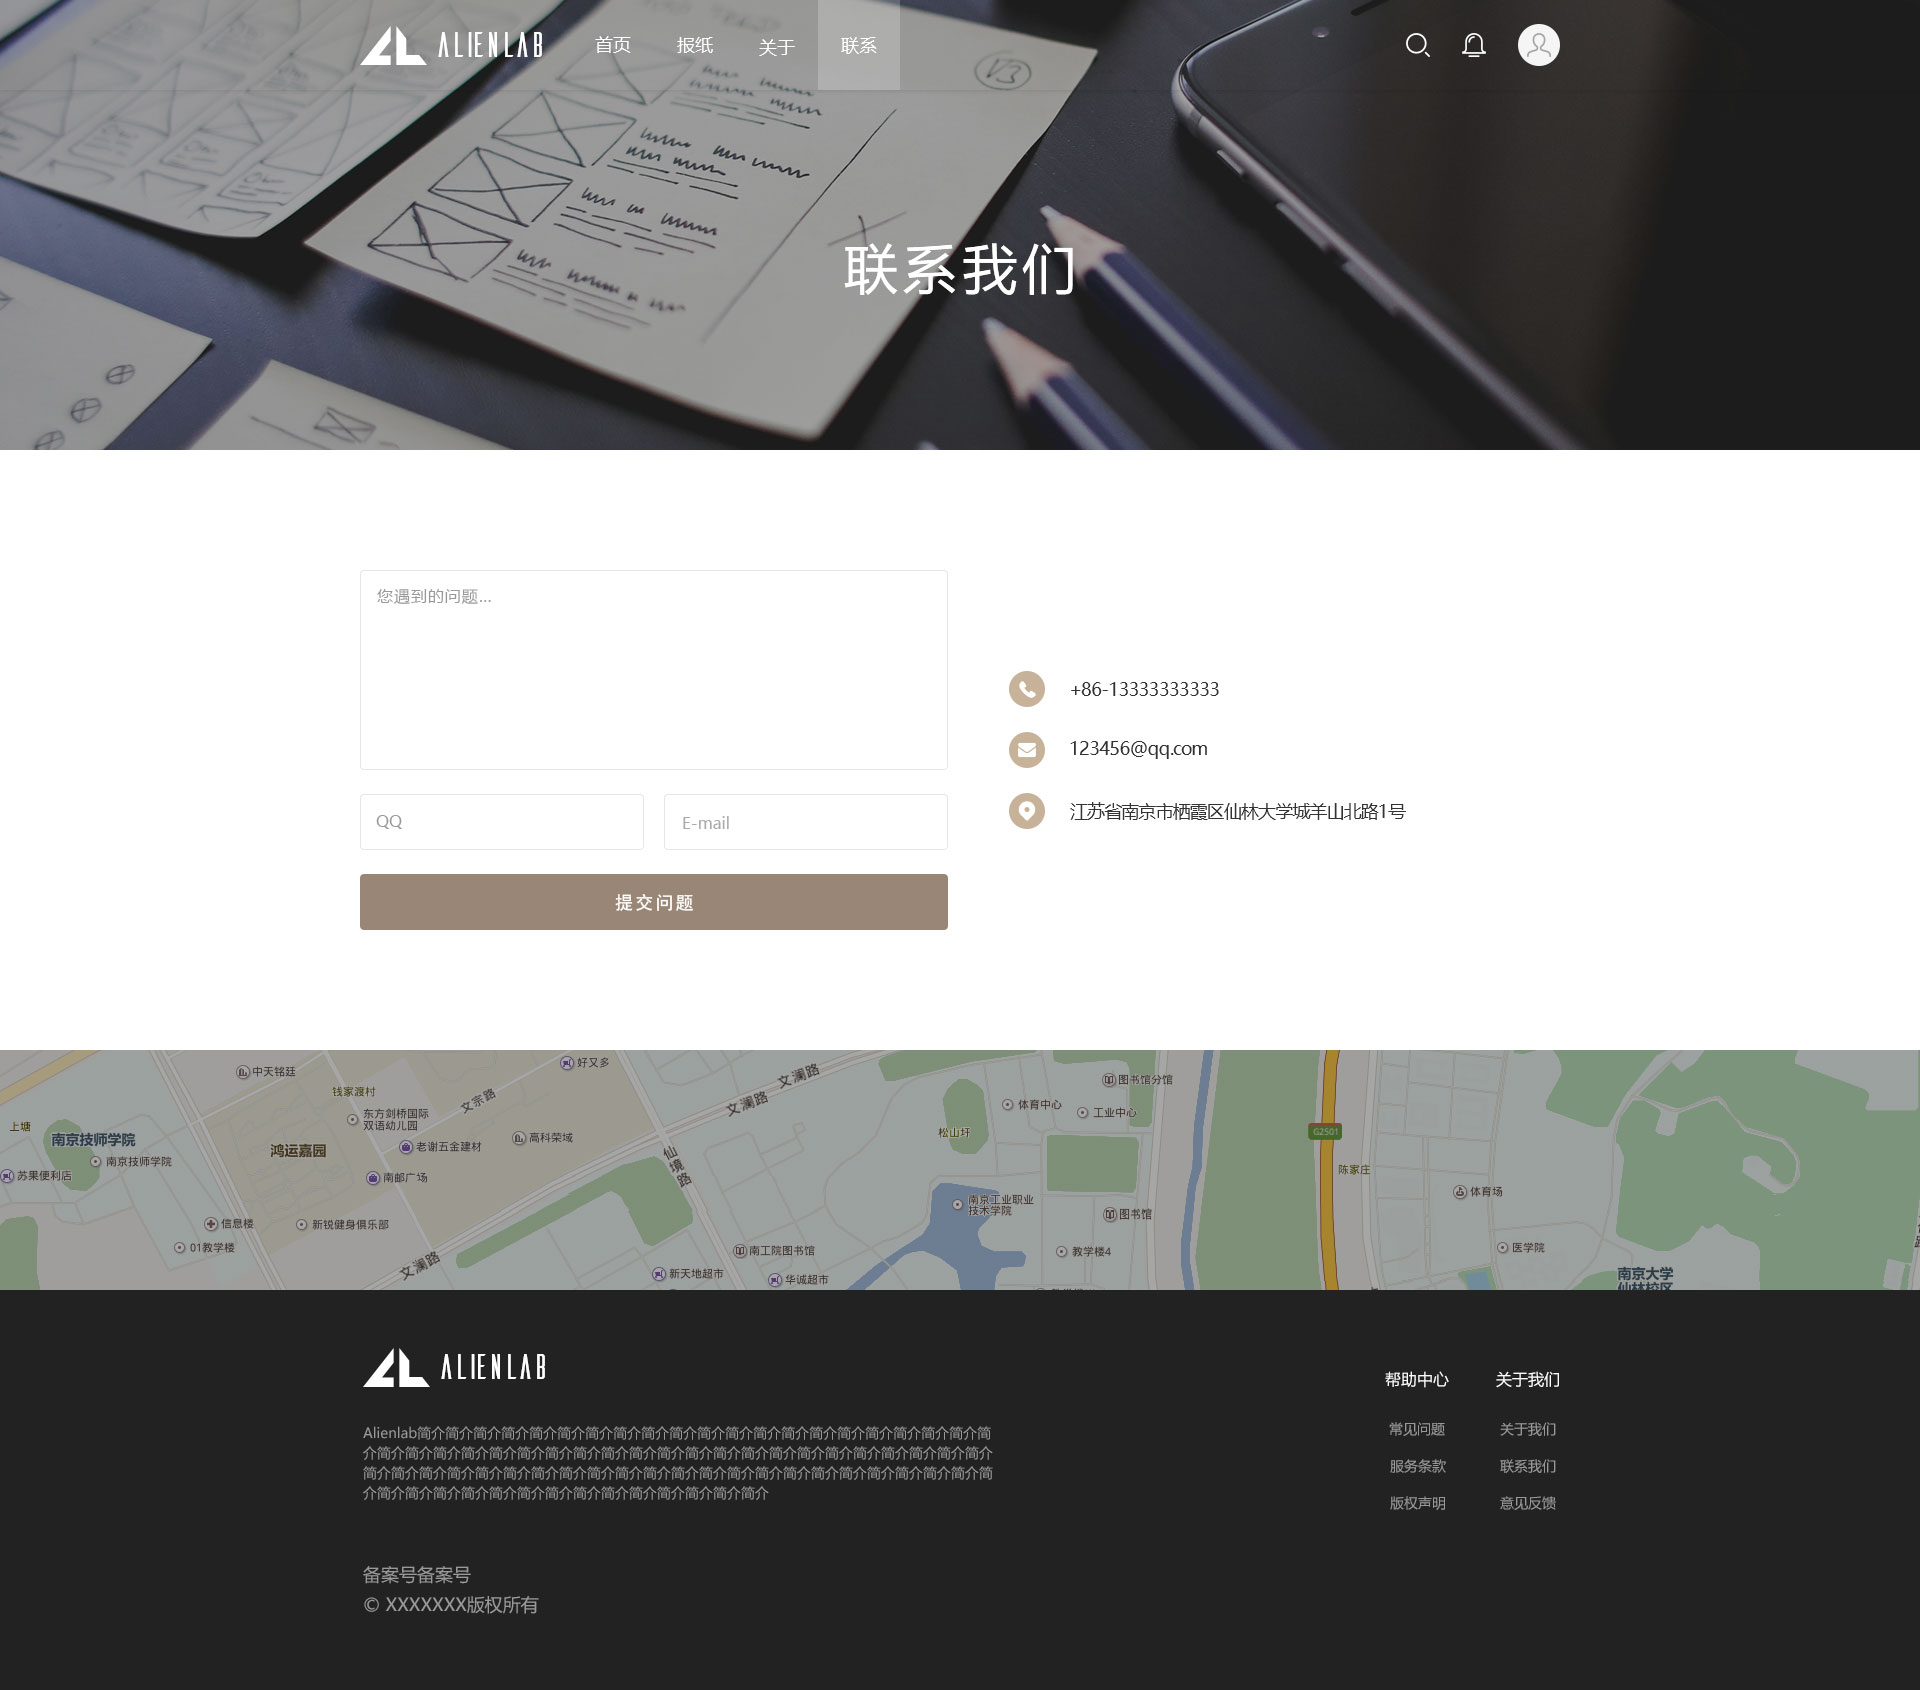 ALIENLAB
首页
报纸
关于
联系
V3
联系我们
您遇到的问题...
QQ
E-mail
提交问题
+86-13333333333
123456@qq.com
江苏省南京市栖霞区仙林大学城羊山北路1号
中天铭廷
好又多
钱家渡村
东方剑桥国际
双语幼儿园
文宗路
文澜路
文澜路
图书馆分馆
体育中心
工业中心
上塘
南京技师学院
南京技师学院
苏果便利店
鸿运嘉园
老谢五金建材
高科荣域
南邮广场
仙境路
松山圩
G2501
陈家庄
体育场
南京工业职业
技术学院
图书馆
信息楼
新锐健身俱乐部
01教学楼
文澜路
南工院图书馆
新天地超市
华诚超市
教学楼4
医学院
南京大学
仙林校区
ALIENLAB
Alienlab简介简介简介简介简介简介简介简介简介简介简介简介简介简介简介简介简介简介简介简介简
介简介简介简介简介简介简介简介简介简介简介简介简介简介简介简介简介简介简介简介简介简介简介
简介简介简介简介简介简介简介简介简介简介简介简介简介简介简介简介简介简介简介简介简介简介简
介简介简介简介简介简介简介简介简介简介简介简介简介简介简介
帮助中心
关于我们
常见问题
关于我们
服务条款
联系我们
版权声明
意见反馈
备案号备案号
© XXXXXXX版权所有